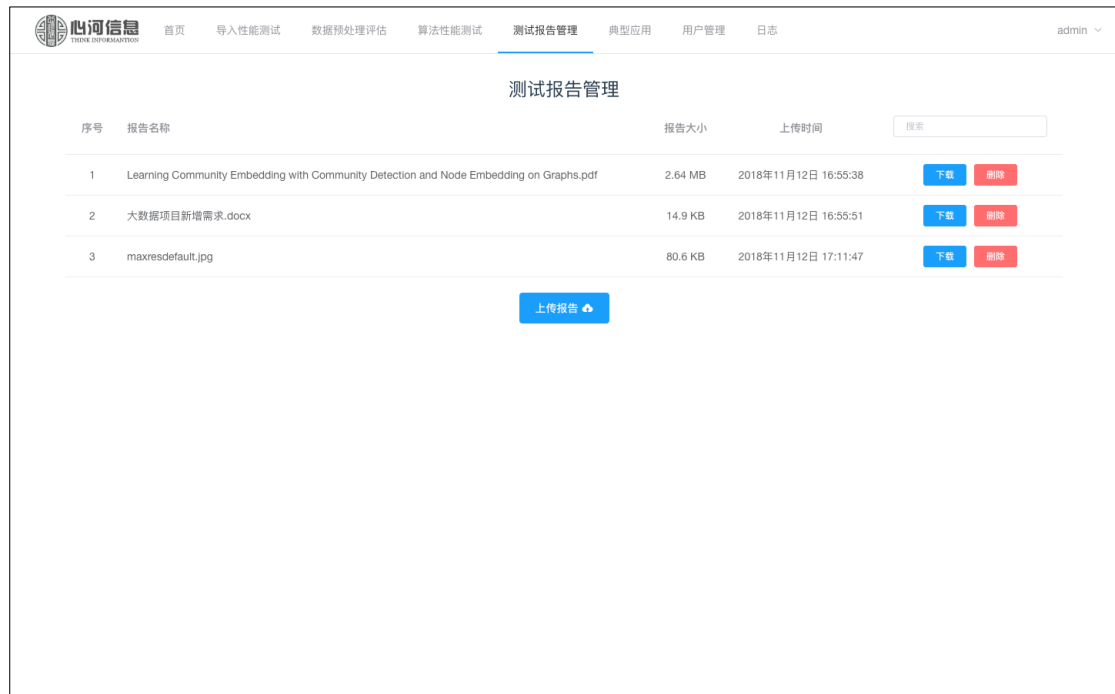 心河信息
THINK INFORMANTION
首页 导入性能测试 数据预处理评估 算法性能测试 测试报告管理 典型应用 用户管理 日志 admin
测试报告管理
序号 报告名称 报告大小 上传时间 搜索
1 Learning Community Embedding with Community Detection and Node Embedding on Graphs.pdf 2.64 MB 2018年11月12日 16:55:38 下载 删除
2 大数据项目新增需求.docx 14.9 KB 2018年11月12日 16:55:51 下载 删除
3 maxresdefault.jpg 80.6 KB 2018年11月12日 17:11:47 下载 删除
上传报告